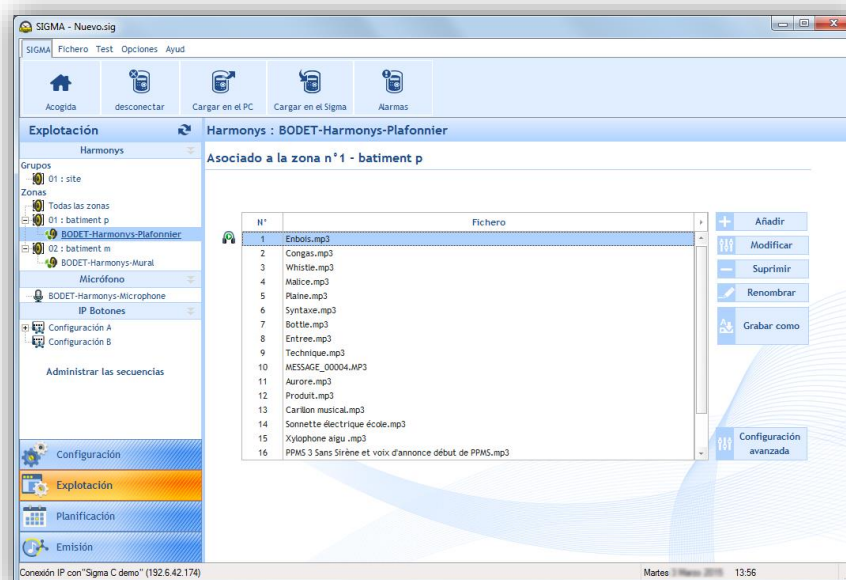 SIGMA - Nuevo.sig
SIGMA Fichero Test Opciones Ayud
Acogida desconectar Cargar en el PC Cargar en el Sigma Alarmas
Explotación
Harmonys
Grupos
01 : site
Zonas
Todas las zonas
01 : batiment p
BODET-Harmonys-Plafonnier
02 : batiment m
BODET-Harmonys-Mural
Micrófono
BODET-Harmonys-Microphone
IP Botones
Configuración A
Configuración B
Administrar las secuencias
Configuración
Explotación
Planificación
Emisión
Harmonys : BODET-Harmonys-Plafonnier
Asociado a la zona n°1 - batiment p
N° Fichero
1 Enbois.mp3
2 Congas.mp3
3 Whistle.mp3
4 Malice.mp3
5 Plaine.mp3
6 Syntaxe.mp3
7 Bottle.mp3
8 Entree.mp3
9 Technique.mp3
10 MESSAGE_00004.MP3
11 Aurore.mp3
12 Produit.mp3
13 Carillon musical.mp3
14 Sonnette électrique école.mp3
15 Xylophone aigu .mp3
16 PPMS 3 Sans Sirène et voix d'annonce début de PPMS.mp3
Añadir
Modificar
Suprimir
Renombrar
Grabar como
Configuración
avanzada
Conexión IP con"Sigma C demo" (192.6.42.174) Martes 13:56